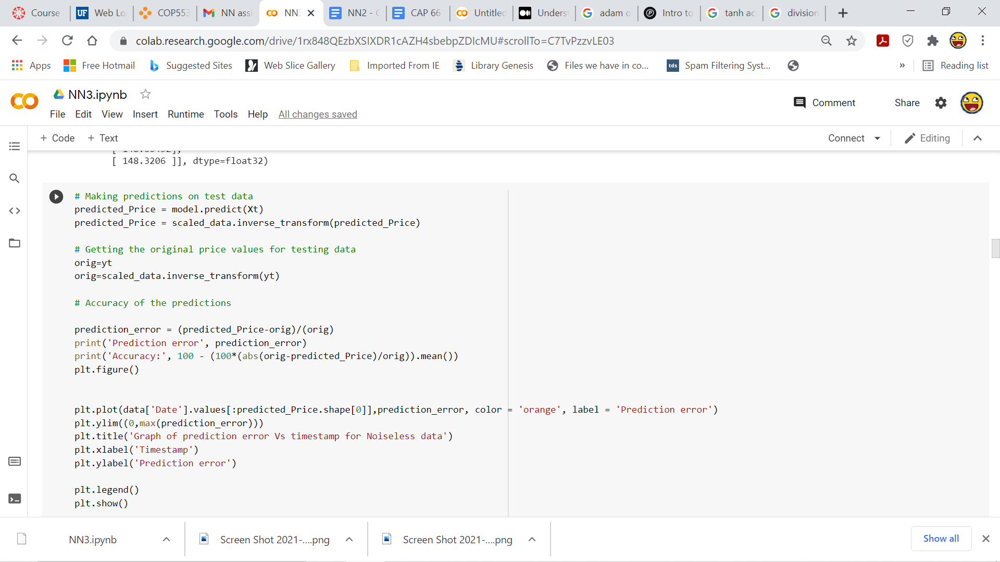 Course
UF Web Lo
COP553
NN assi
NN3
NN2 - G
CAP 66
Untitled
Unders
adam o
Intro to
tanh ac
division
colab.research.google.com/drive/1rx848QEzbXSIXDR1cAZH4sbebpZDIcMU#scrollTo=C7TvPzzvLE03
Apps
Free Hotmail
Suggested Sites
Web Slice Gallery
Imported From IE
Library Genesis
Files we have in co...
tds Spam Filtering Syst...
»
Reading list
NN3.ipynb
Comment
Share
File Edit View Insert Runtime Tools Help All changes saved
+ Code + Text
Connect
Editing
[ 148.3206 ]], dtype=float32)
# Making predictions on test data
predicted_Price = model.predict(Xt)
predicted_Price = scaled_data.inverse_transform(predicted_Price)
# Getting the original price values for testing data
orig=yt
orig=scaled_data.inverse_transform(yt)
# Accuracy of the predictions
prediction_error = (predicted_Price-orig)/(orig)
print('Prediction error', prediction_error)
print('Accuracy:', 100 - (100*(abs(orig-predicted_Price)/orig)).mean())
plt.figure()
plt.plot(data['Date'].values[:predicted_Price.shape[0]],prediction_error, color = 'orange', label = 'Prediction error')
plt.ylim((0,max(prediction_error)))
plt.title('Graph of prediction error Vs timestamp for Noiseless data')
plt.xlabel('Timestamp')
plt.ylabel('Prediction error')
plt.legend()
plt.show()
NN3.ipynb
Screen Shot 2021-....png
Screen Shot 2021-....png
Show all